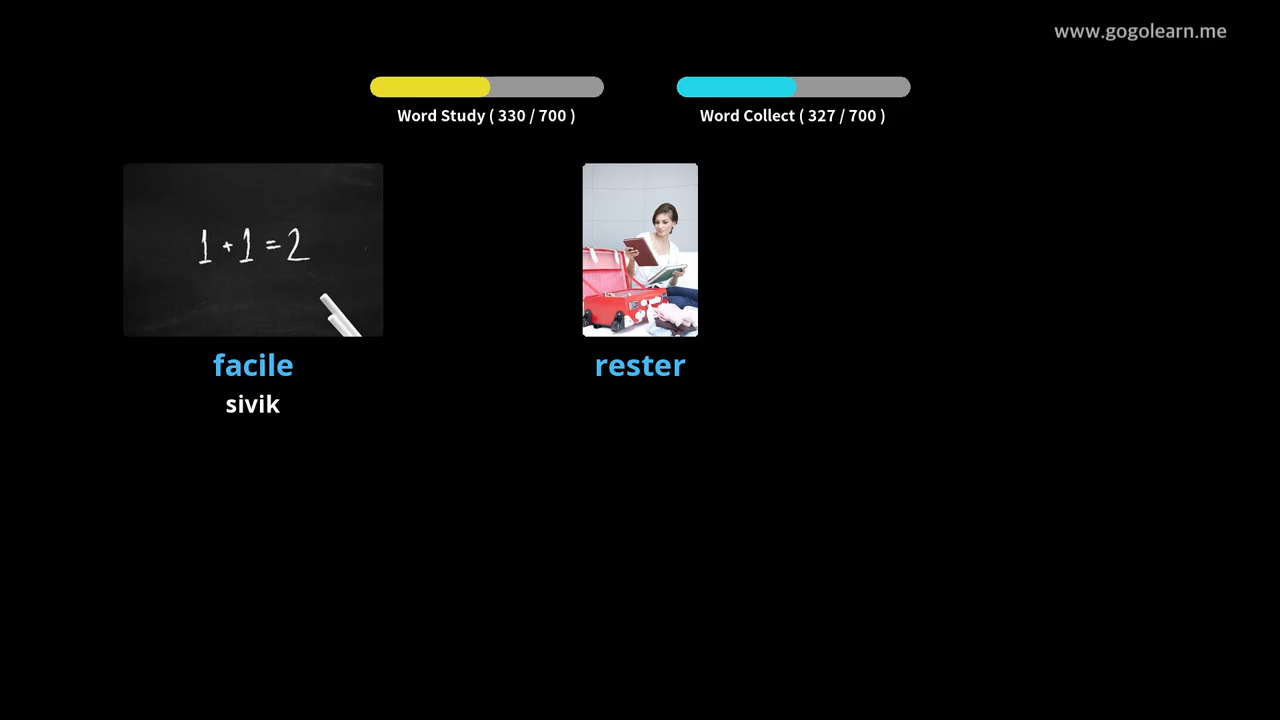 www.gogolearn.me
Word Study ( 330 / 700 )
Word Collect ( 327 / 700 )
1 + 1 = 2
facile
rester
sivik